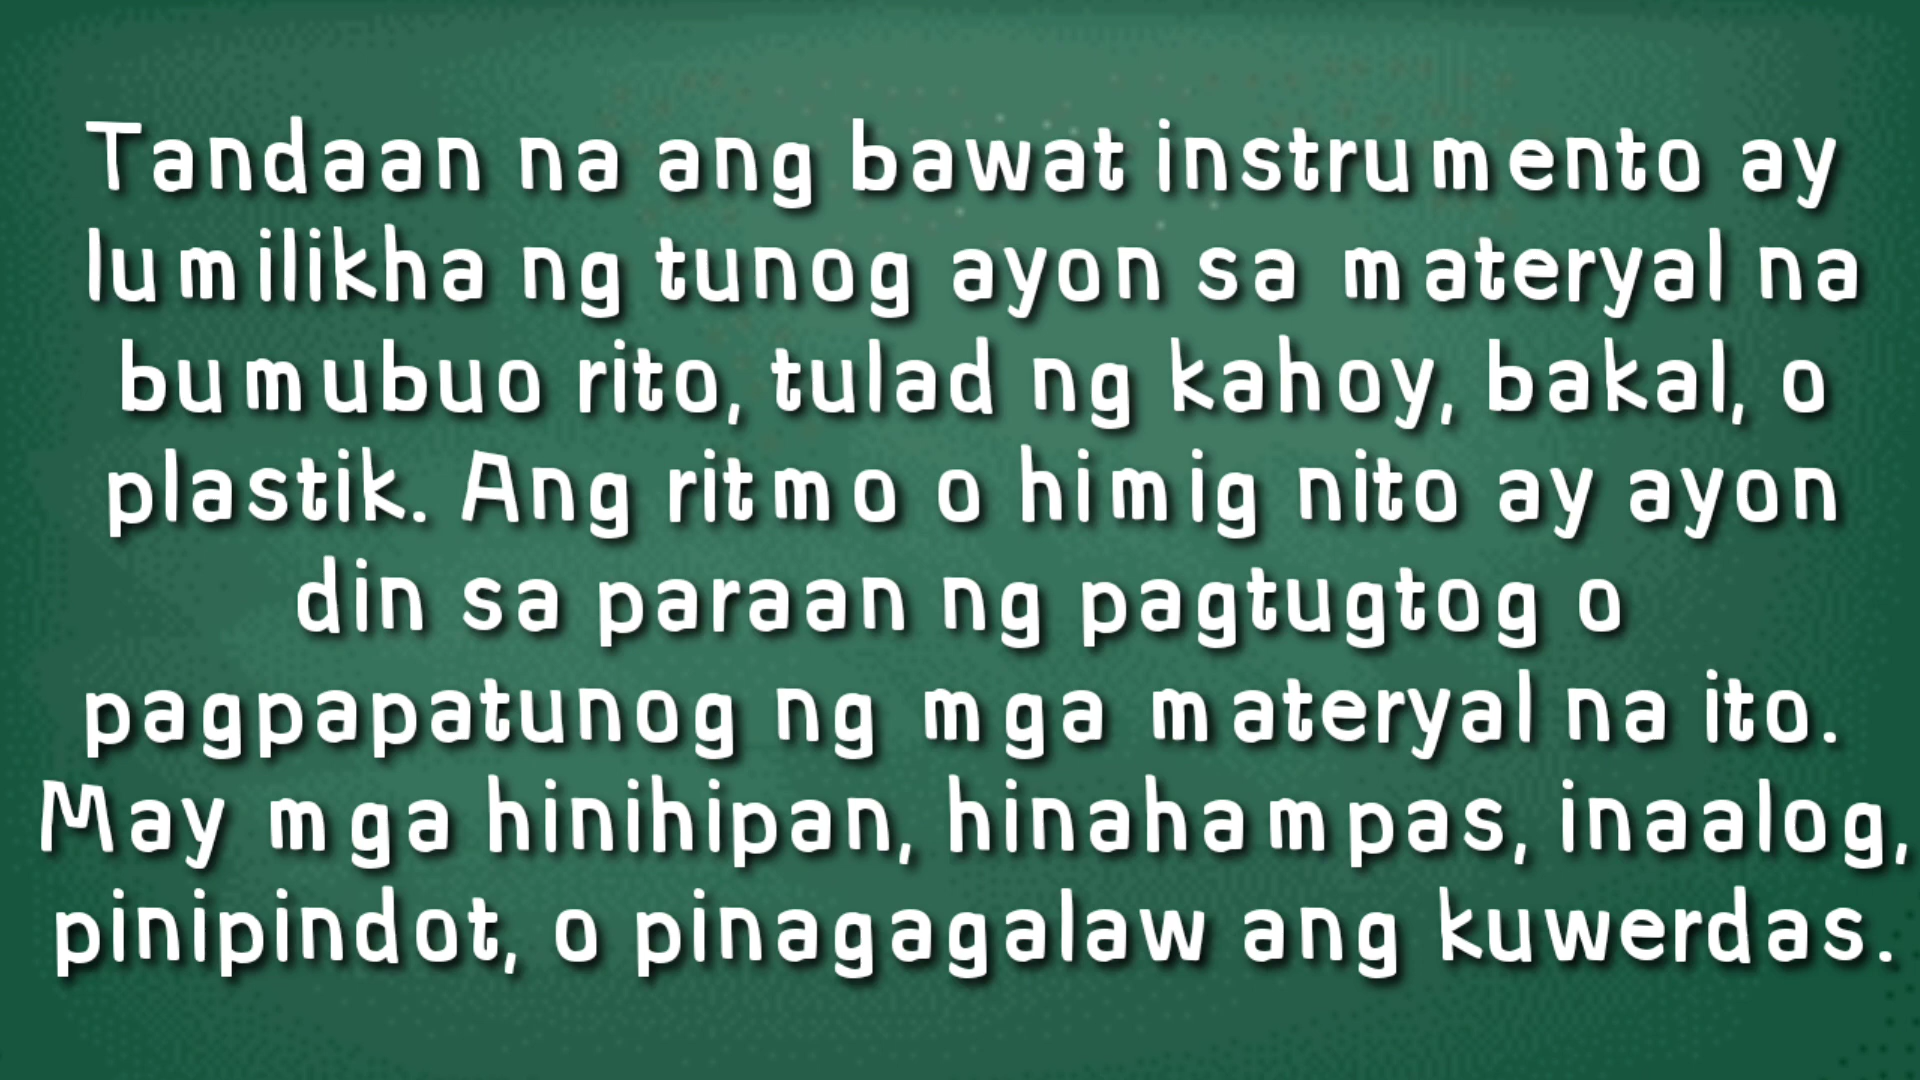 Tandaan na ang bawat instrumento ay
lumilikha ng tunog ayon sa materyal na
bumubuo rito, tulad ng kahoy, bakal, o
plastik. Ang ritmo o himig nito ay ayon
din sa paraan ng pagtugtog o
pagpapatunog ng mga materyal na ito.
May mga hinihipan, hinahampas, inaalog,
pinipindot, o pinagagalaw ang kuwerdas.